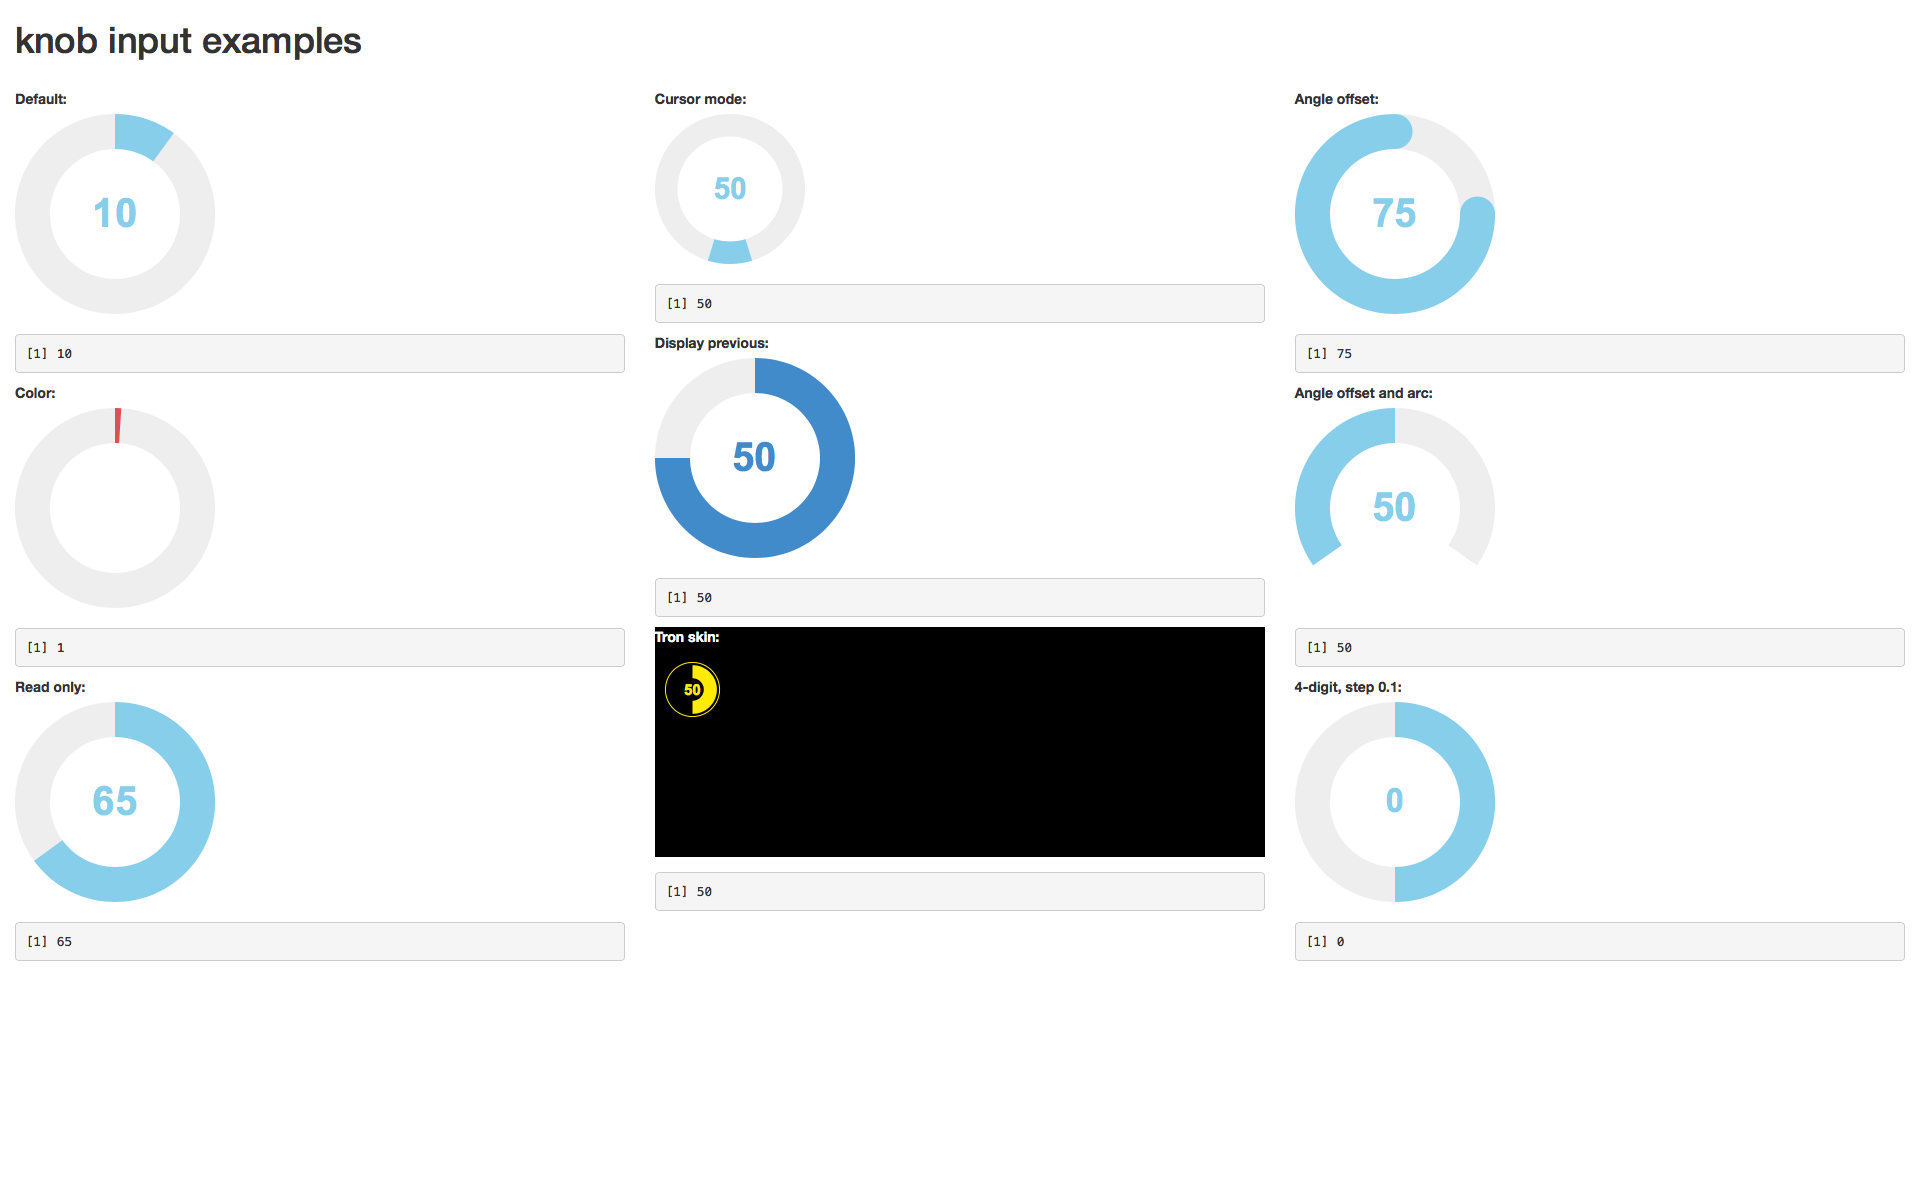 knob input examples
Default:
10
[1] 10
Color:
[1] 1
Read only:
65
[1] 65
Cursor mode:
50
[1] 50
Display previous:
50
[1] 50
Tron skin:
50
[1] 50
Angle offset:
75
[1] 75
Angle offset and arc:
50
[1] 50
4-digit, step 0.1:
0
[1] 0